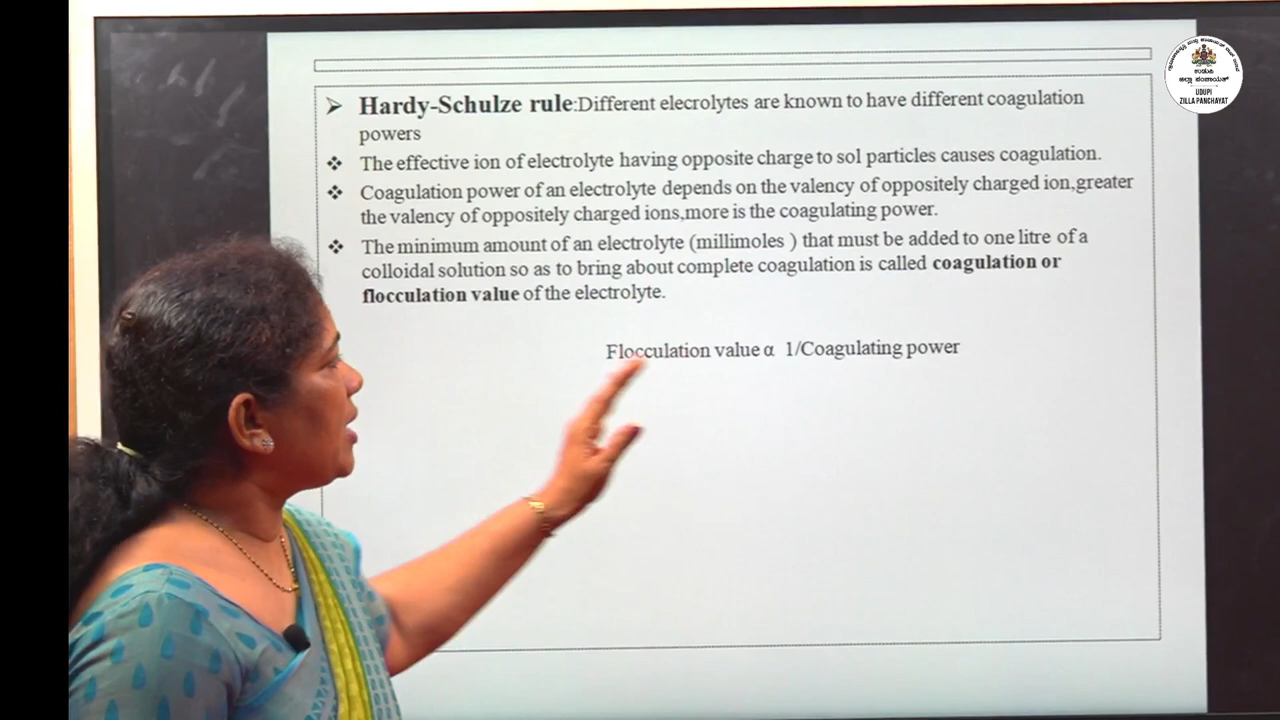 Hardy-Schulze rule:Different elecrolytes are known to have different coagulation
powers
The effective ion of electrolyte having opposite charge to sol particles causes coagulation.
Coagulation power of an electrolyte depends on the valency of oppositely charged ion,greater
the valency of oppositely charged ions,more is the coagulating power.
The minimum amount of an electrolyte (millimoles ) that must be added to one litre of a
colloidal solution so as to bring about complete coagulation is called coagulation or
flocculation value of the electrolyte.
Flocculation value α 1/Coagulating power
ಉಡುಪಿ
ಜಿಲ್ಲಾ ಪಂಚಾಯತ್
UDUPI
ZILLA PANCHAYAT